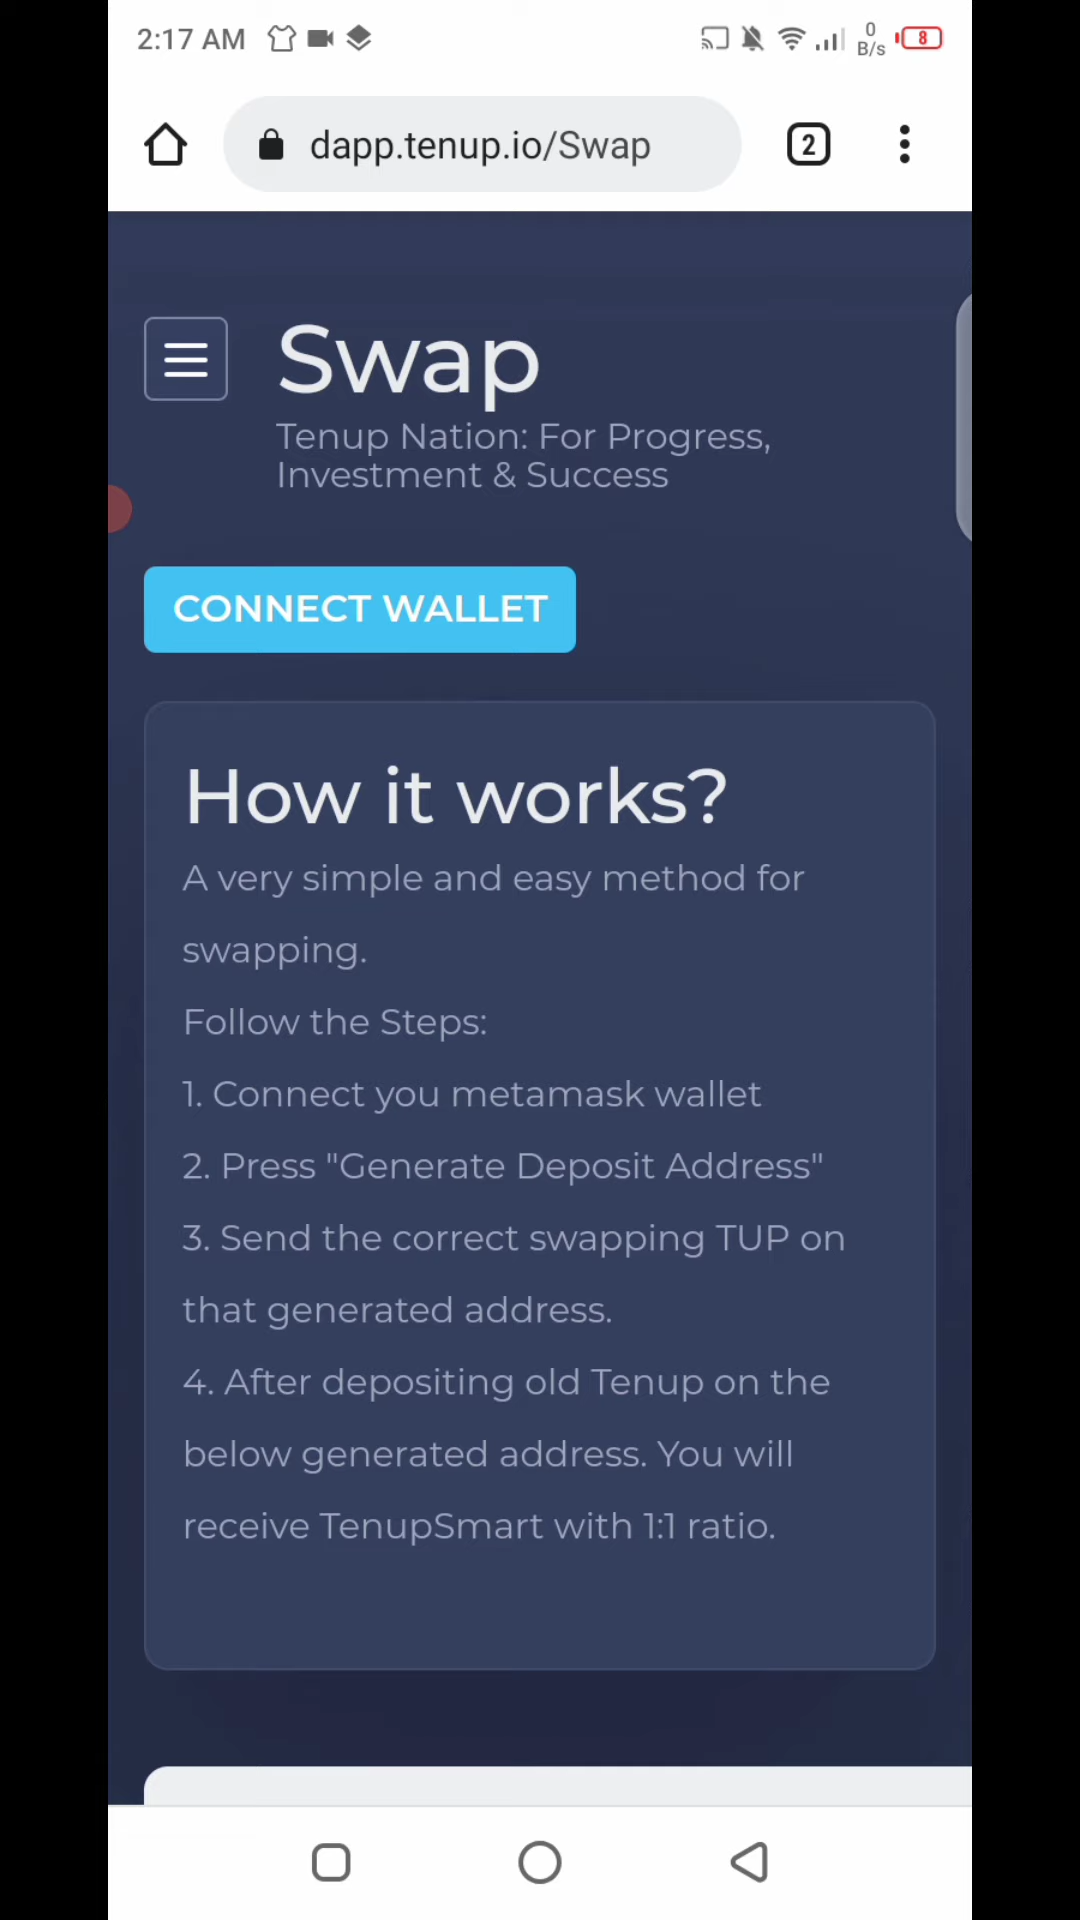 2:17 AM
0
B/s
8
dapp.tenup.io/Swap
2
Swap
Tenup Nation: For Progress,
Investment & Success
CONNECT WALLET
How it works?
A very simple and easy method for
swapping.
Follow the Steps:
1. Connect you metamask wallet
2. Press "Generate Deposit Address"
3. Send the correct swapping TUP on
that generated address.
4. After depositing old Tenup on the
below generated address. You will
receive TenupSmart with 1:1 ratio.